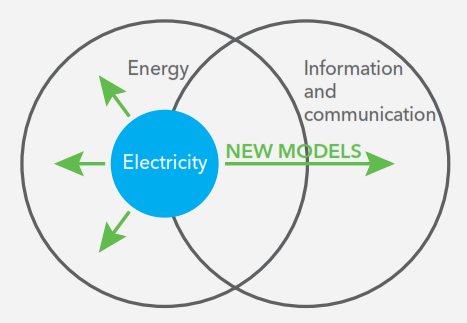 Energy
Information
and
communication
Electricity
NEW MODELS